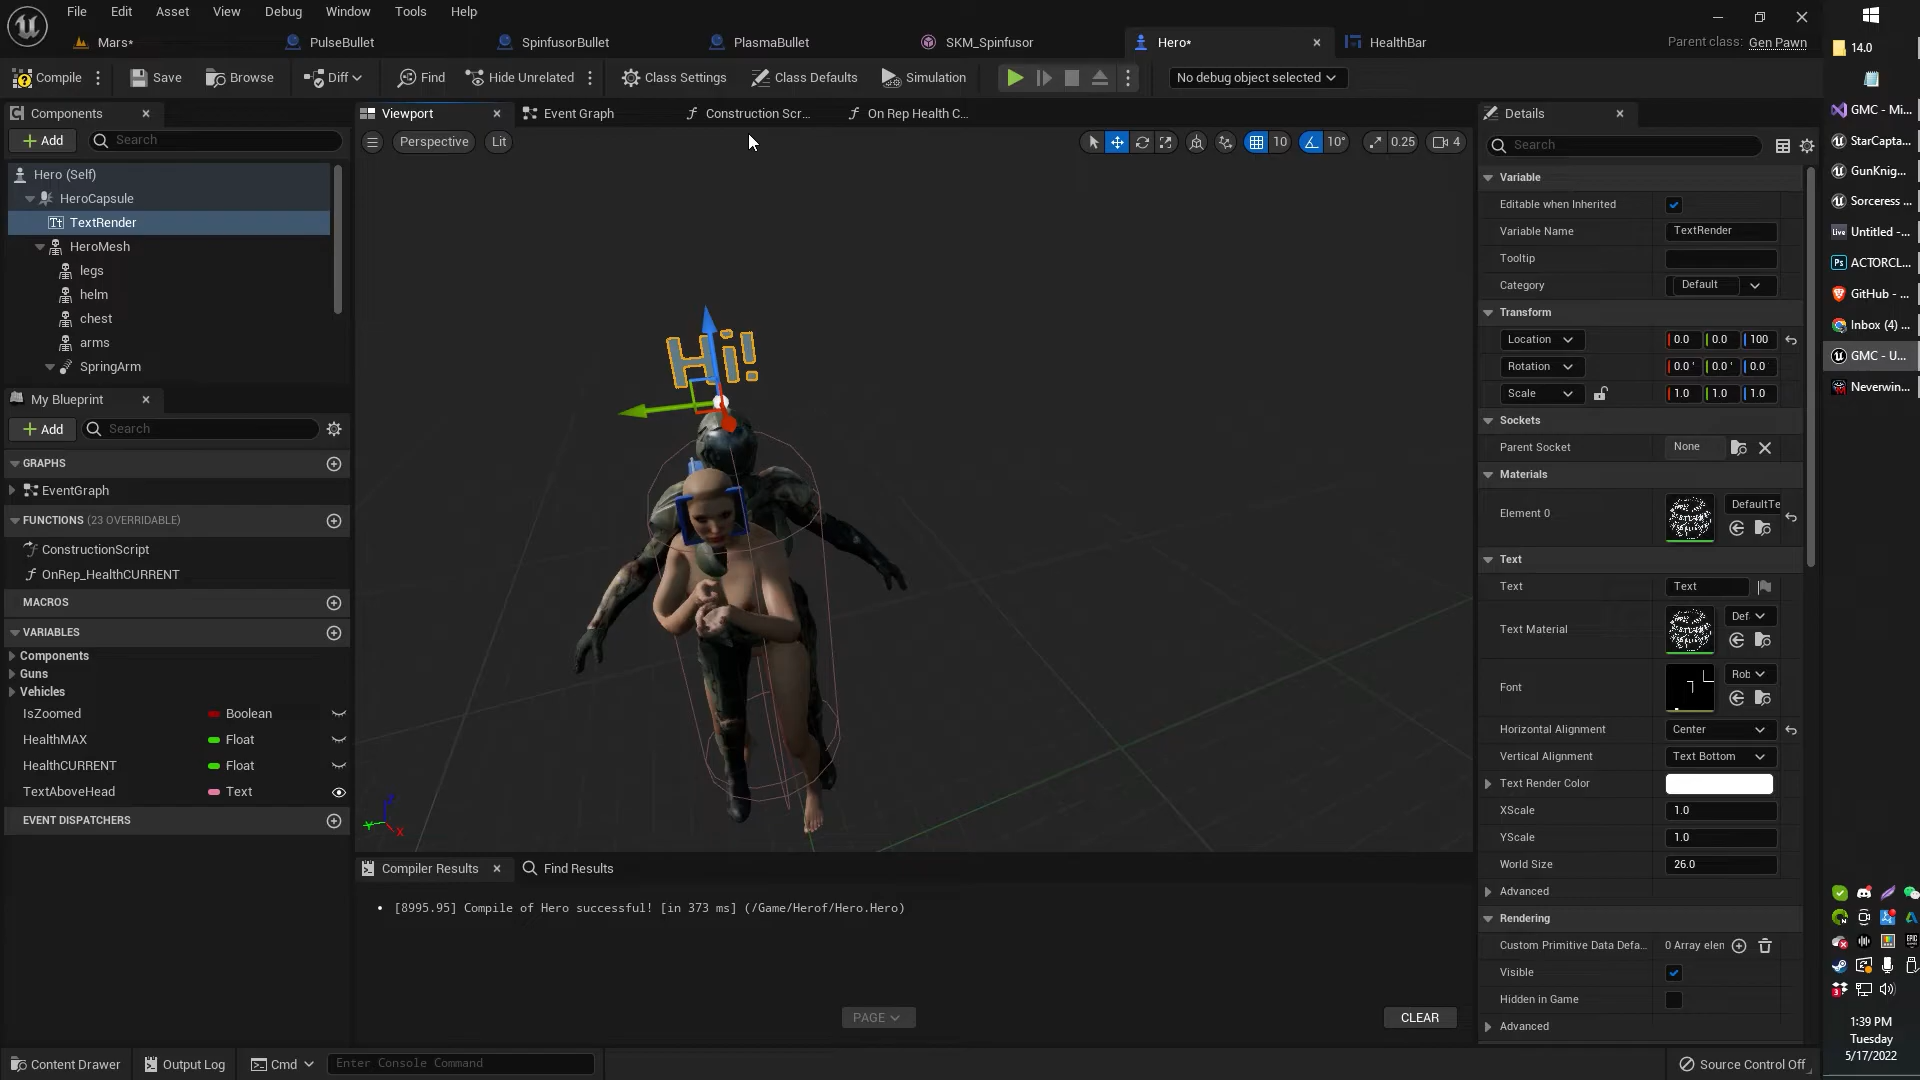 File Edit Asset View Debug Window Tools Help
Mars* PulseBullet SpinfusorBullet PlasmaBullet SKM_Spinfusor Hero* HealthBar Parent class: Gen Pawn
Compile Save Browse Diff Find Hide Unrelated Class Settings Class Defaults Simulation No debug object selected
Components
Add Search
Hero (Self)
HeroCapsule
TextRender
HeroMesh
legs
helm
chest
arms
SpringArm
My Blueprint
Add Search
GRAPHS
EventGraph
FUNCTIONS (23 OVERRIDABLE)
ConstructionScript
OnRep_HealthCURRENT
MACROS
VARIABLES
Components
Guns
Vehicles
IsZoomed Boolean
HealthMAX Float
HealthCURRENT Float
TextAboveHead Text
EVENT DISPATCHERS
Viewport Event Graph Construction Scr... On Rep Health C...
Perspective Lit 10 10° 0.25 4
Hi!
Compiler Results Find Results
• [8995.95] Compile of Hero successful! [in 373 ms] (/Game/Herof/Hero.Hero)
PAGE CLEAR
Details
Search
Variable
Editable when Inherited
Variable Name TextRender
Tooltip
Category Default
Transform
Location 0.0 0.0 100
Rotation 0.0° 0.0° 0.0
Scale 1.0 1.0 1.0
Sockets
Parent Socket None
Materials
Element 0 DefaultTe
Text
Text Text
Text Material Def
Font Rob
Horizontal Alignment Center
Vertical Alignment Text Bottom
Text Render Color
XScale 1.0
YScale 1.0
World Size 26.0
Advanced
Rendering
Custom Primitive Data Defa... 0 Array elen
Visible
Hidden in Game
Advanced
Content Drawer Output Log Cmd Enter Console Command Source Control Off
14.0
GMC - Mi...
StarCapta...
GunKnig...
Sorceress ...
Untitled -...
ACTORCL...
GitHub - ...
Inbox (4) ...
GMC - U...
Neverwin...
1:39 PM
Tuesday
5/17/2022